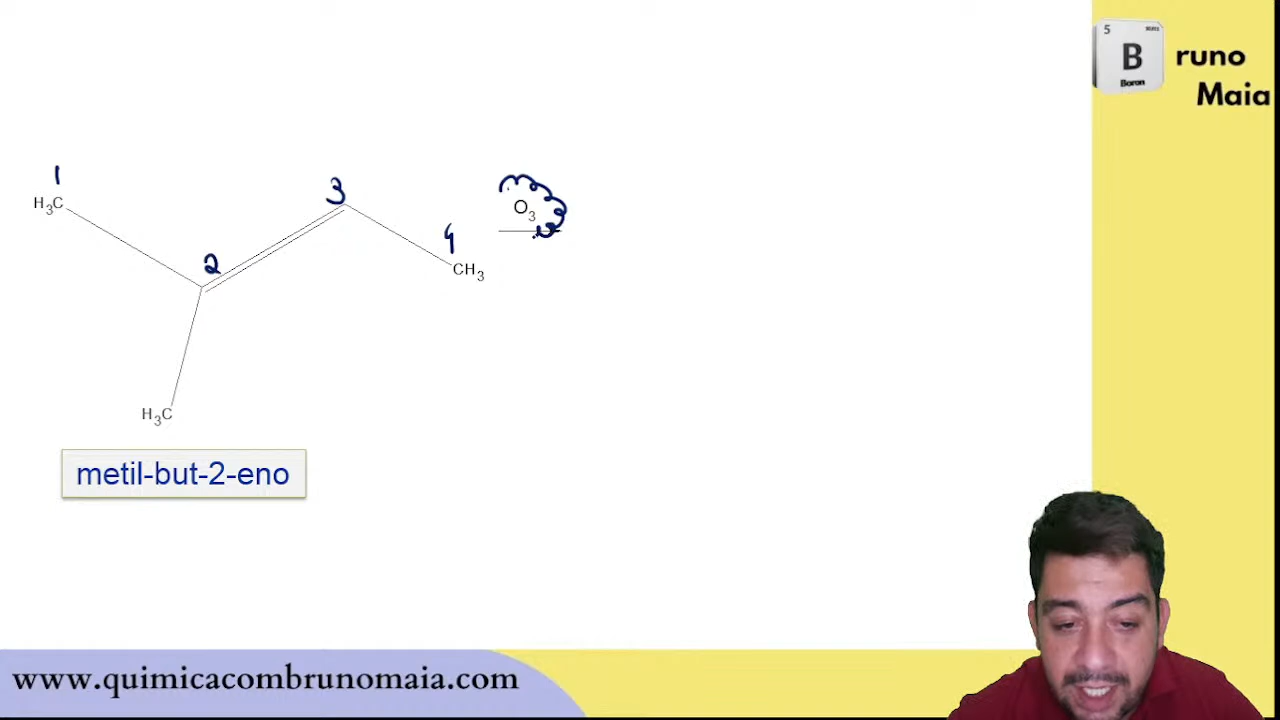 5
B
Boron
runo
Maia
1
H3C
2
3
4
CH3
O3
H3C
metil-but-2-eno
www.quimicacombrunomaia.com